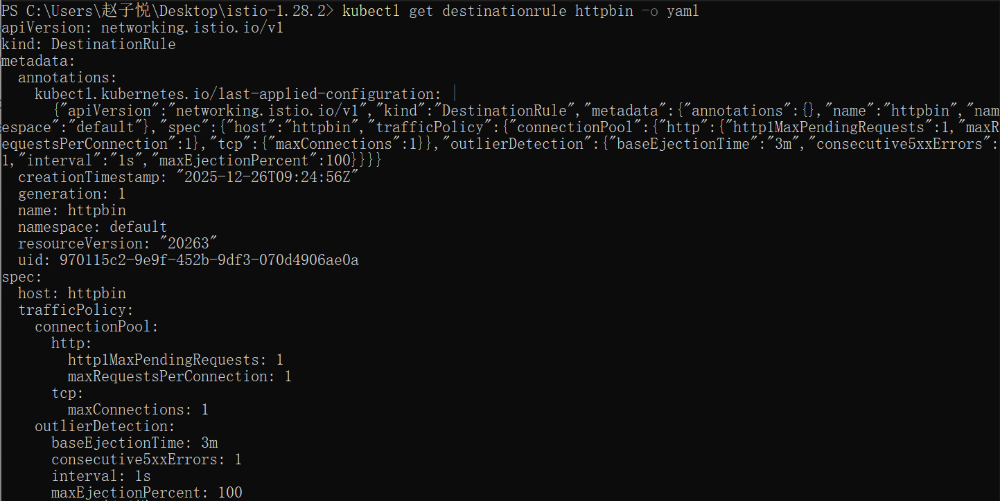 PS C:\Users\赵子悦\Desktop\istio-1.28.2> kubectl get destinationrule httpbin -o yaml
apiVersion: networking.istio.io/v1
kind: DestinationRule
metadata:
  annotations:
    kubectl.kubernetes.io/last-applied-configuration: |
      {"apiVersion":"networking.istio.io/v1","kind":"DestinationRule","metadata":{"annotations":{},"name":"httpbin","nam
espace":"default"},"spec":{"host":"httpbin","trafficPolicy":{"connectionPool":{"http":{"http1MaxPendingRequests":1,"maxR
equestsPerConnection":1},"tcp":{"maxConnections":1}},"outlierDetection":{"baseEjectionTime":"3m","consecutive5xxErrors":
1,"interval":"1s","maxEjectionPercent":100}}}}
  creationTimestamp: "2025-12-26T09:24:56Z"
  generation: 1
  name: httpbin
  namespace: default
  resourceVersion: "20263"
  uid: 970115c2-9e9f-452b-9df3-070d4906ae0a
spec:
  host: httpbin
  trafficPolicy:
    connectionPool:
      http:
        http1MaxPendingRequests: 1
        maxRequestsPerConnection: 1
      tcp:
        maxConnections: 1
    outlierDetection:
      baseEjectionTime: 3m
      consecutive5xxErrors: 1
      interval: 1s
      maxEjectionPercent: 100